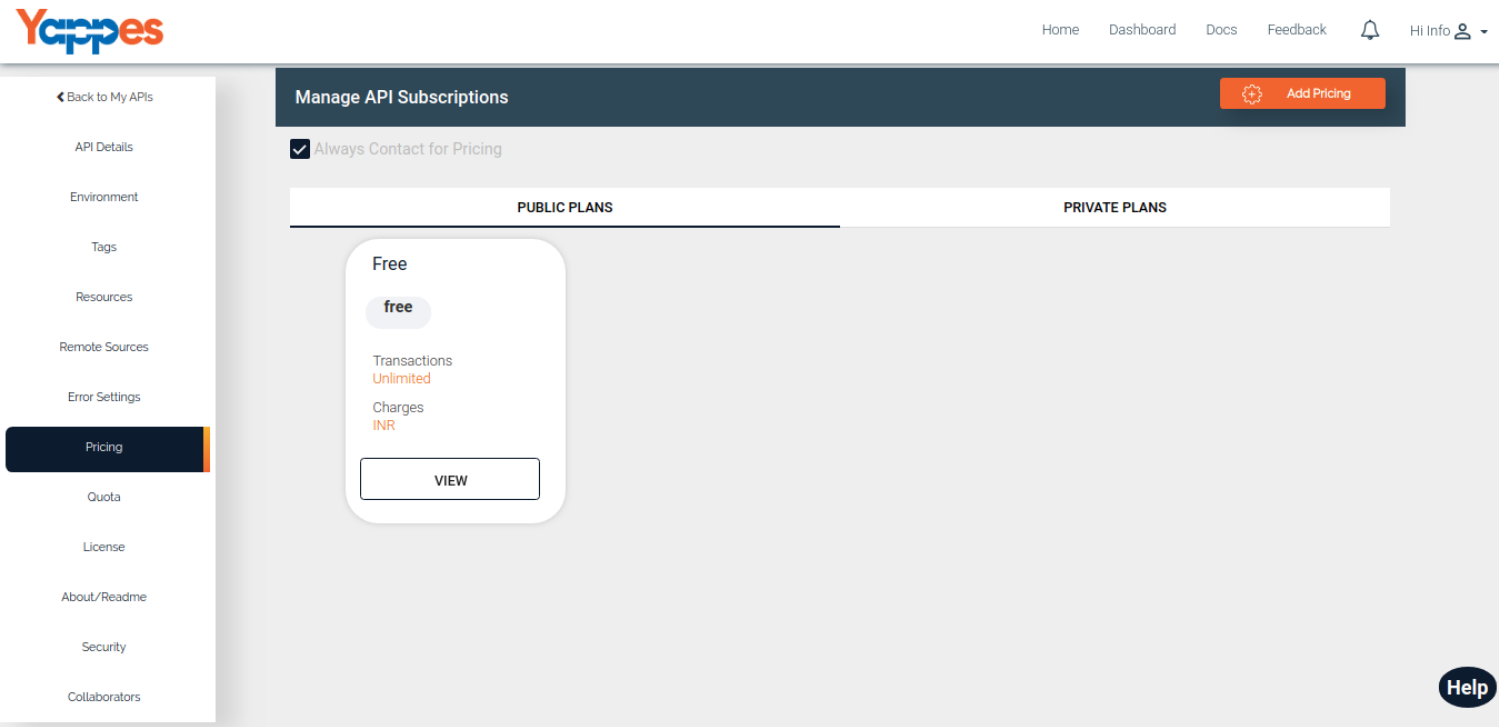 Yappes
Home Dashboard Docs Feedback Hi Info
Back to My APIs
API Details
Environment
Tags
Resources
Remote Sources
Error Settings
Pricing
Quota
License
About/Readme
Security
Collaborators
Manage API Subscriptions
Add Pricing
Always Contact for Pricing
PUBLIC PLANS PRIVATE PLANS
Free
free
Transactions
Unlimited
Charges
INR
VIEW
Help